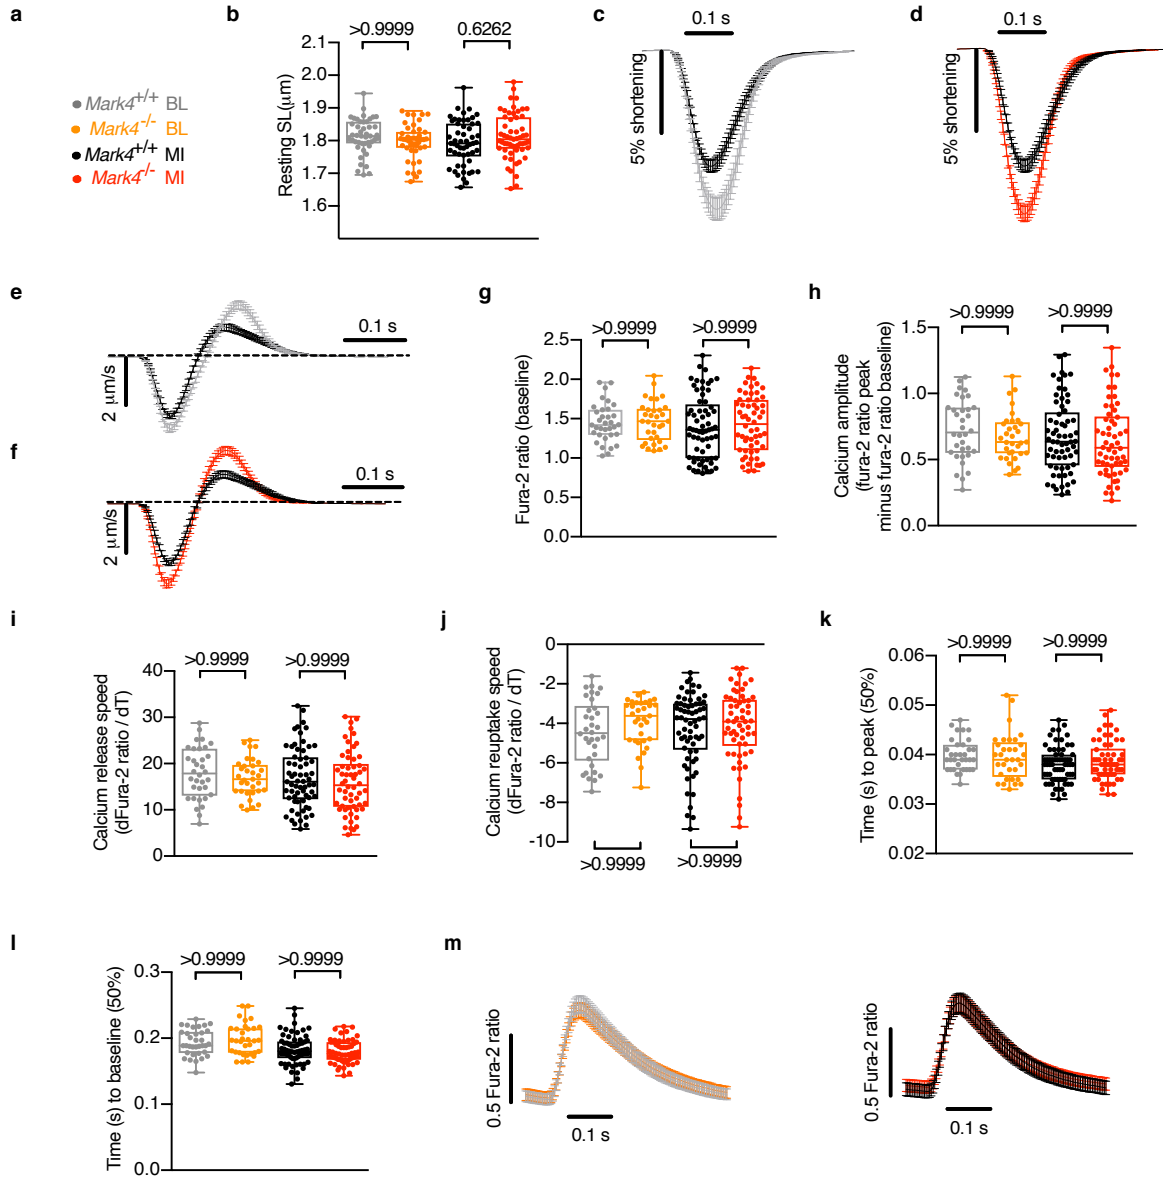 a
Mark4+/+ BL
Mark4-/- BL
Mark4+/+ MI
Mark4-/- MI
b
>0.9999
0.6262
Resting SL(μm)
2.1
2.0
1.9
1.8
1.7
1.6
c
0.1 s
5% shortening
d
0.1 s
5% shortening
e
0.1 s
2 μm/s
f
0.1 s
2 μm/s
g
>0.9999
>0.9999
Fura-2 ratio (baseline)
2.5
2.0
1.5
1.0
0.5
0.0
h
>0.9999
>0.9999
Calcium amplitude
(fura-2 ratio peak
minus fura-2 ratio baseline)
1.5
1.0
0.5
0.0
i
>0.9999
>0.9999
Calcium release speed
(dFura-2 ratio / dT)
40
30
20
10
0
j
Calcium reuptake speed
(dFura-2 ratio / dT)
0
-2
-4
-6
-8
-10
>0.9999
>0.9999
k
>0.9999
>0.9999
Time (s) to peak (50%)
0.06
0.05
0.04
0.03
0.02
l
>0.9999
>0.9999
Time (s) to baseline (50%)
0.3
0.2
0.1
0.0
m
0.5 Fura-2 ratio
0.1 s
0.5 Fura-2 ratio
0.1 s